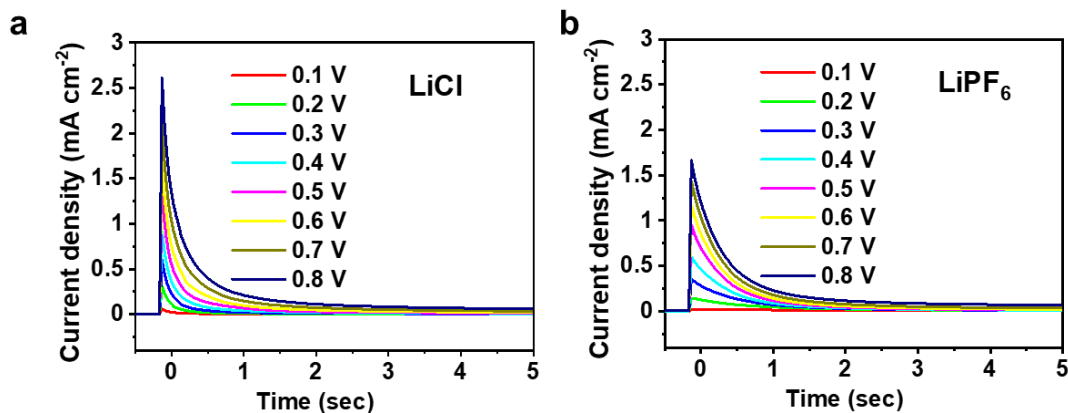 a
LiCl
0.1 V
0.2 V
0.3 V
0.4 V
0.5 V
0.6 V
0.7 V
0.8 V
3
2.5
2
1.5
1
0.5
0
Current density (mA cm⁻²)
0 1 2 3 4 5
Time (sec)
b
LiPF₆
0.1 V
0.2 V
0.3 V
0.4 V
0.5 V
0.6 V
0.7 V
0.8 V
3
2.5
2
1.5
1
0.5
0
Current density (mA cm⁻²)
0 1 2 3 4 5
Time (sec)